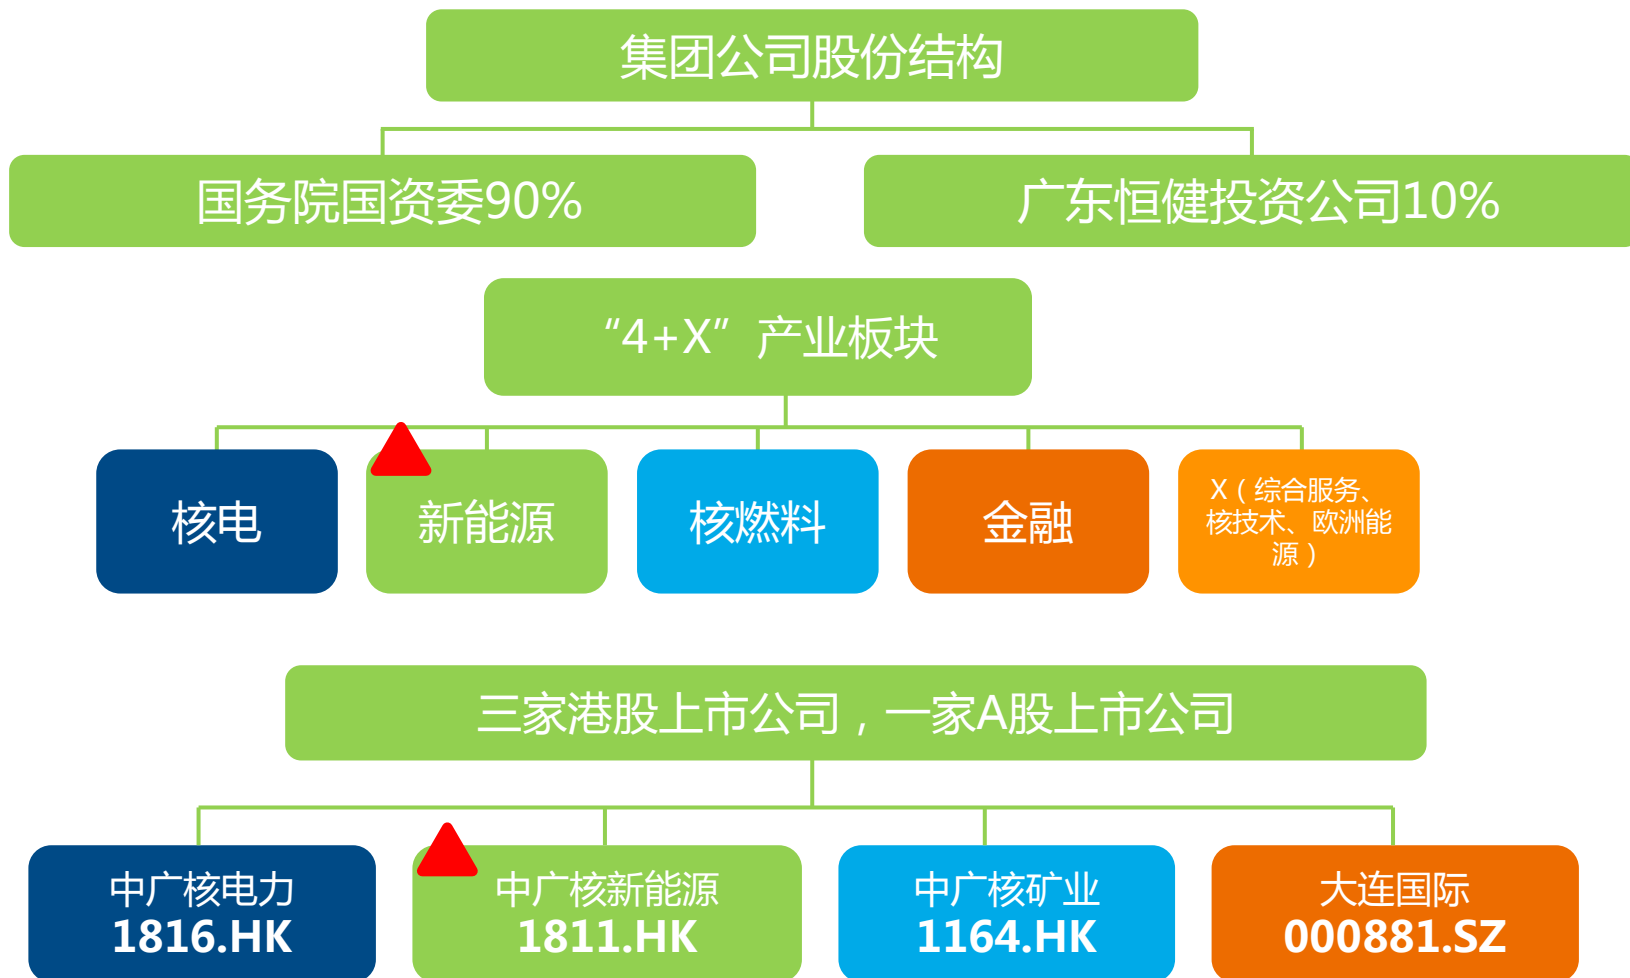 集团公司股份结构
国务院国资委90%
广东恒健投资公司10%
“4+X”产业板块
核电
新能源
核燃料
金融
X（综合服务、
核技术、欧洲能
源）
三家港股上市公司，一家A股上市公司
中广核电力
1816.HK
中广核新能源
1811.HK
中广核矿业
1164.HK
大连国际
000881.SZ